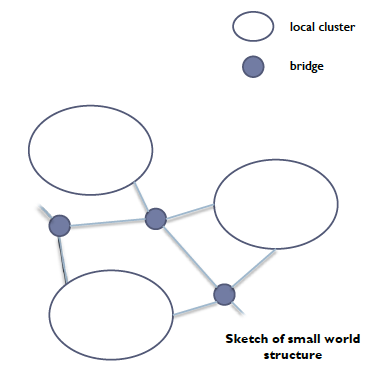 local cluster
bridge
Sketch of small world
structure